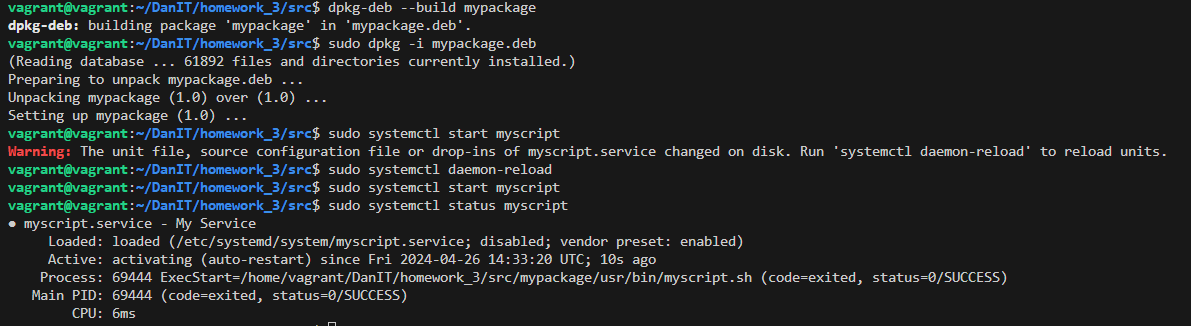 vagrant@vagrant:~/DanIT/homework_3/src$ dpkg-deb --build mypackage
dpkg-deb: building package 'mypackage' in 'mypackage.deb'.
vagrant@vagrant:~/DanIT/homework_3/src$ sudo dpkg -i mypackage.deb
(Reading database ... 61892 files and directories currently installed.)
Preparing to unpack mypackage.deb ...
Unpacking mypackage (1.0) over (1.0) ...
Setting up mypackage (1.0) ...
vagrant@vagrant:~/DanIT/homework_3/src$ sudo systemctl start myscript
Warning: The unit file, source configuration file or drop-ins of myscript.service changed on disk. Run 'systemctl daemon-reload' to reload units.
vagrant@vagrant:~/DanIT/homework_3/src$ sudo systemctl daemon-reload
vagrant@vagrant:~/DanIT/homework_3/src$ sudo systemctl start myscript
vagrant@vagrant:~/DanIT/homework_3/src$ sudo systemctl status myscript
● myscript.service - My Service
Loaded: loaded (/etc/systemd/system/myscript.service; disabled; vendor preset: enabled)
Active: activating (auto-restart) since Fri 2024-04-26 14:33:20 UTC; 10s ago
Process: 69444 ExecStart=/home/vagrant/DanIT/homework_3/src/mypackage/usr/bin/myscript.sh (code=exited, status=0/SUCCESS)
Main PID: 69444 (code=exited, status=0/SUCCESS)
CPU: 6ms